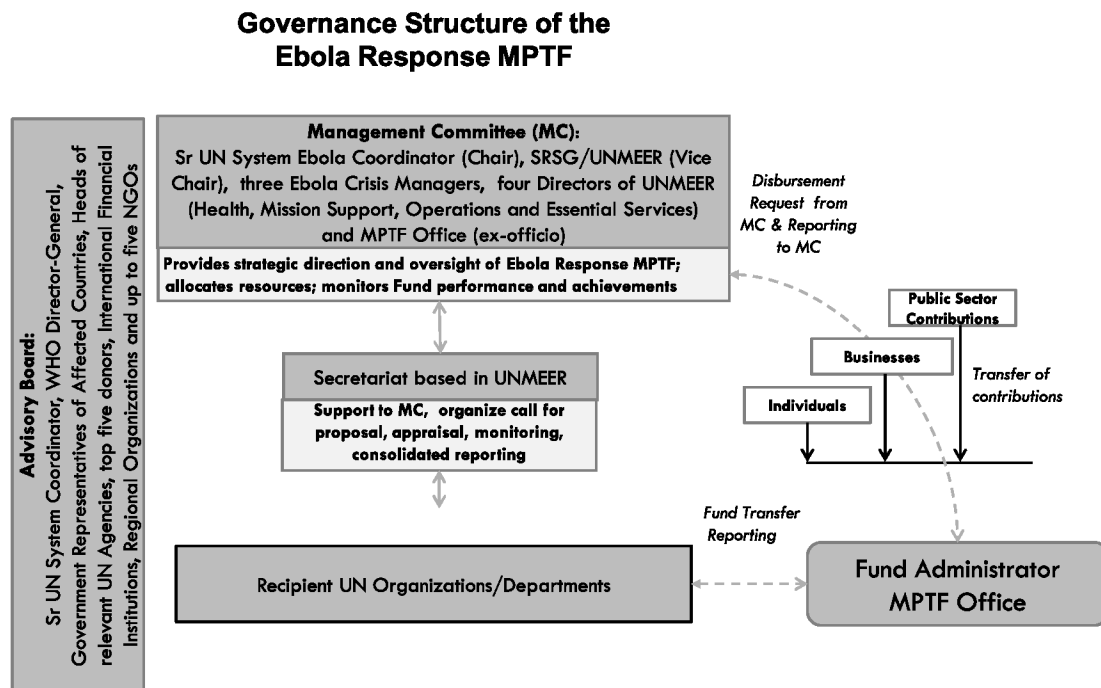 Governance Structure of the
Ebola Response MPTF
Advisory Board:
Sr UN System Coordinator, WHO Director-General,
Government Representatives of Affected Countries, Heads of
relevant UN Agencies, top five donors, International Financial
Institutions, Regional Organizations and up to five NGOs
Management Committee (MC):
Sr UN System Ebola Coordinator (Chair), SRSG/UNMEER (Vice
Chair), three Ebola Crisis Managers, four Directors of UNMEER
(Health, Mission Support, Operations and Essential Services)
and MPTF Office (ex-officio)
Provides strategic direction and oversight of Ebola Response MPTF;
allocates resources; monitors Fund performance and achievements
Disbursement
Request from
MC & Reporting
to MC
Public Sector
Contributions
Businesses
Individuals
Transfer of
contributions
Secretariat based in UNMEER
Support to MC, organize call for
proposal, appraisal, monitoring,
consolidated reporting
Fund Transfer
Reporting
Recipient UN Organizations/Departments
Fund Administrator
MPTF Office